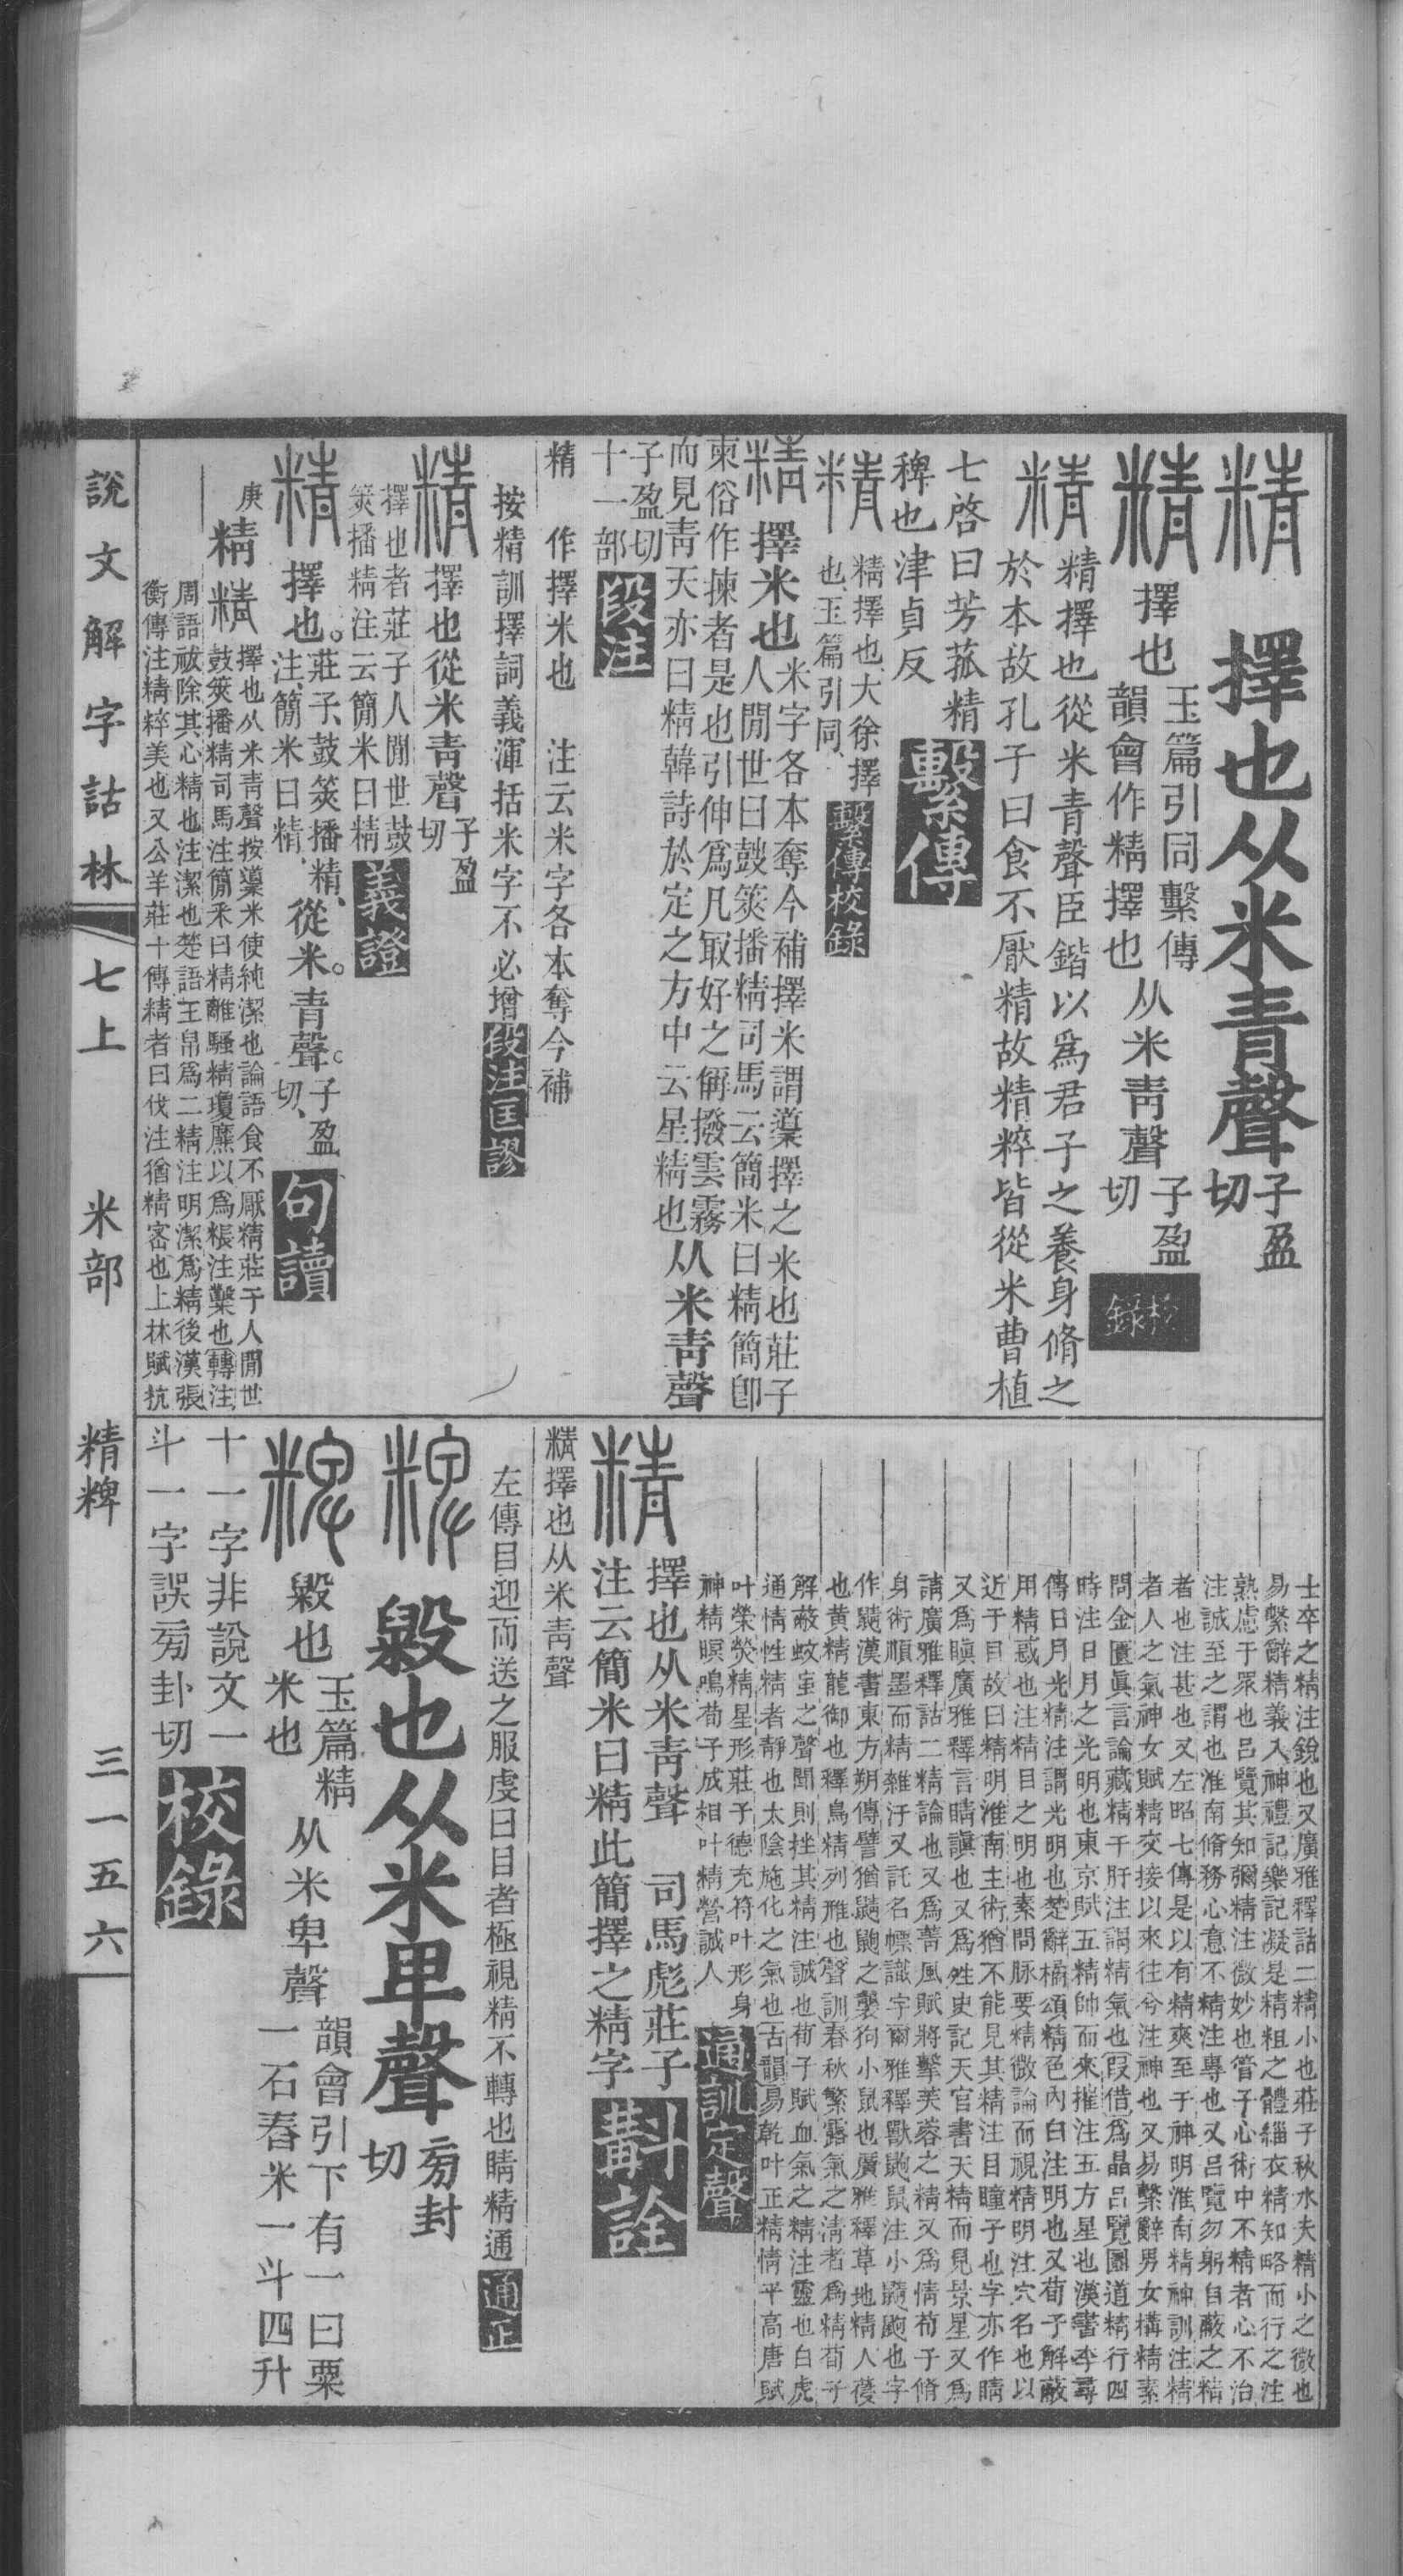 精 擇也从米青聲子盈切
精 擇也玉篇引同繫傳韻會作精擇也从米靑聲子盈切 校錄
精 精擇也從米青聲臣鍇以爲君子之養身脩之
於本故孔子曰食不厭精故精粹皆從米曹植
七啓曰芳菰精
稗也津貞反 繫傳
精 精擇也、大徐擇
也、玉篇引同、 繫傳校錄
精 擇米也米字各本奪今補擇米謂䆃擇之米也莊子
人閒世曰鼓筴播精司馬云簡米曰精簡卽
柬俗作揀者是也引伸爲凡取好之偁撥雲霧
而見靑天亦曰精韓詩於定之方中云星精也从米靑聲
子盈切
十一部 段注
精 作擇米也 注云米字各本奪今補
按精訓擇詞義渾括米字不必增 段注匡謬
精 擇也從米靑聲子盈切
擇也者莊子人閒世鼓
筴播精注云簡米曰精 義證
精 擇也。莊子、鼓筴播精、
注、簡米曰精、從米。青聲。子盈切、 句讀
庚 精 精 擇也从米靑聲按䆃米使純潔也論語食不厭精莊子人閒世
鼓筴播精司馬注簡米曰精離騷精瓊爢以爲粻注鑿也轉注
周語祓除其心精也注潔也楚語玉帛爲二精注明潔爲精後漢張
衡傳注精粹美也又公羊莊十傳精者曰伐注猶精密也上林賦抗
士卒之精注銳也又廣雅釋詁二精小也莊子秋水夫精小之微也
易繫辭精義入神禮記樂記凝是精粗之體緇衣精知略而行之注
熟慮于眾也呂覽其知彌精注微妙也管子心術中不精者心不治
注誠至之謂也淮南脩務心意不精注專也又呂覽勿躬自蔽之精
者也注甚也又左昭七傳是以有精爽至于神明淮南精神訓注精
者人之氣神女賦精交接以來往兮注神也又易繫辭男女構精素
問金匱眞言論藏精于肝注謂精氣也叚借爲晶呂覽圜道精行四
時注日月之光明也東京賦五精帥而來摧注五方星也漢書李尋
傳日月光精注謂光明也楚辭橘頌精色內白注明也又荀子解蔽
用精惑也注精目之明也素問脉要精微論而視精明注穴名也以
近于目故曰精明淮南主術猶不能見其精注目瞳子也字亦作睛
又爲瞋廣雅釋言睛瞋也又爲姓史記天官書天精而見景星又爲
請廣雅釋詁二精論也又爲菁風賦將擊芙蓉之精又爲情荀子脩
身術順墨而精雜汙又託名幖識字爾雅釋獸鼩鼠注小鼱鼩也字
作鼱漢書東方朔傳譬猶鼱鼩之襲狗小鼠也廣雅釋草地精人葠
也黃精龍御也釋鳥精列雅也聲訓春秋繁露氣之淸者爲精荀子
解蔽蚊䖟之聲聞則挫其精注誠也荀子賦血氣之精注靈也白虎
通情性精者靜也太陰施化之氣也古韻易乾叶正精情平高唐賦
叶榮熒精星形莊子德充符叶形身
神精暝鳴荀子成相叶精營誠人 通訓定聲
精 擇也从米靑聲 司馬彪莊子
注云簡米曰精此簡擇之精字 斠詮
精擇也从米靑聲
左傳目迎而送之服虔曰目者極視精不轉也睛精通 通正
粺 毇也从米卑聲𣃟封切
粺 毇也玉篇精米也从米卑聲韻會引下有一曰粟
一石舂米一斗四升
十一字非說文一
斗一字誤𣃟卦切 校錄
說文解字詁林 七上 米部 精粺 三一五六